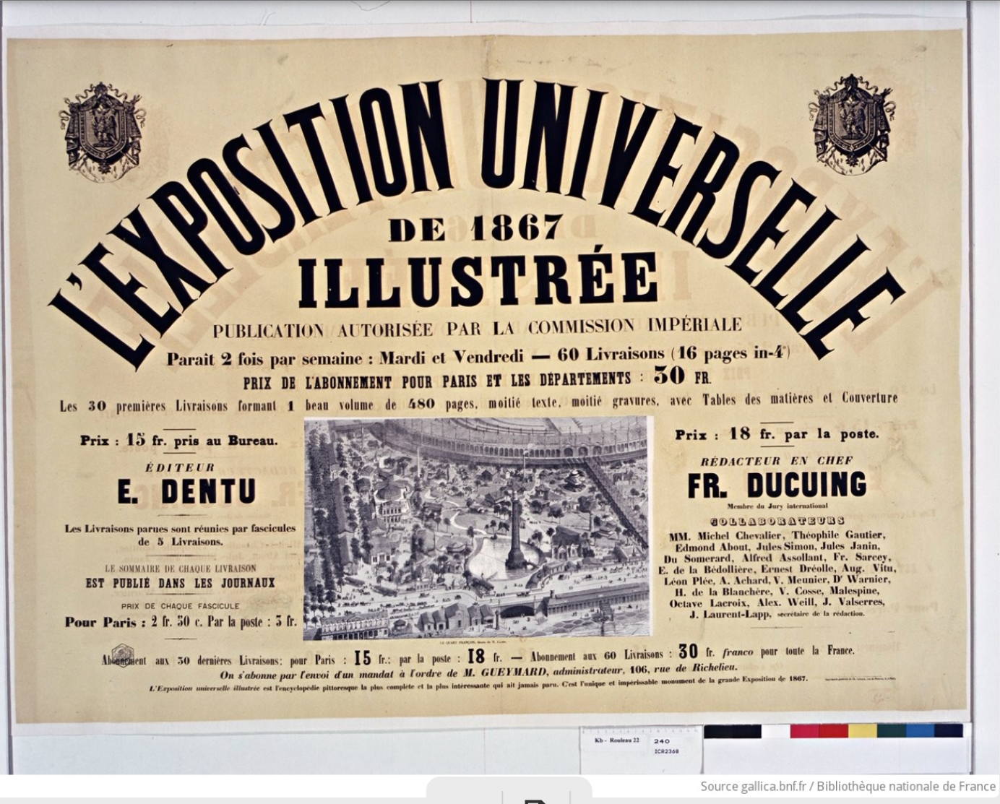 L'EXPOSITION UNIVERSELLE
DE 1867
ILLUSTRÉE
PUBLICATION AUTORISÉE PAR LA COMMISSION IMPÉRIALE
Paraît 2 fois par semaine : Mardi et Vendredi — 60 Livraisons (16 pages in-4°)
PRIX DE L'ABONNEMENT POUR PARIS ET LES DÉPARTEMENTS : 30 FR.
Les 30 premières Livraisons formant 1 beau volume de 480 pages, moitié texte, moitié gravures, avec Tables des matières et Couverture
Prix : 15 fr. pris au Bureau.
ÉDITEUR
E. DENTU
Les Livraisons parues sont réunies par fascicules
de 5 Livraisons.
LE SOMMAIRE DE CHAQUE LIVRAISON
EST PUBLIÉ DANS LES JOURNAUX
PRIX DE CHAQUE FASCICULE
Pour Paris : 2 fr. 50 c. Par la poste : 3 fr.
LE QUART FRANÇAIS,
Prix : 18 fr. par la poste.
RÉDACTEUR EN CHEF
FR. DUCUING
Membre du Jury international
COLLABORATEURS
MM. Michel Chevalier, Théophile Gautier,
Edmond About, Jules Simon, Jules Janin,
Du Somerard, Alfred Assollant, Fr. Sarcey,
E. de la Bédollière, Ernest Dréolle, Aug. Vitu,
Léon Plée, A. Achard, V. Meunier, Dr Warnier,
H. de la Blanchère, V. Cosse, Malespine,
Octave Lacroix, Alex. Weill, J. Valserres,
J. Laurent-Lapp, secrétaire de la rédaction.
Abonnement aux 30 dernières Livraisons: pour Paris : 15 fr.; par la poste : 18 fr. — Abonnement aux 60 Livraisons : 30 fr. franco pour toute la France.
On s'abonne par l'envoi d'un mandat à l'ordre de M. GUEYMARD, administrateur, 106, rue de Richelieu.
L'Exposition universelle illustrée est l'encyclopédie pittoresque la plus complète et la plus intéressante qui ait jamais paru. C'est l'unique et impérissable monument de la grande Exposition de 1867.
Kb - Rouleau 22
240
ICR2368
Source gallica.bnf.fr / Bibliothèque nationale de France